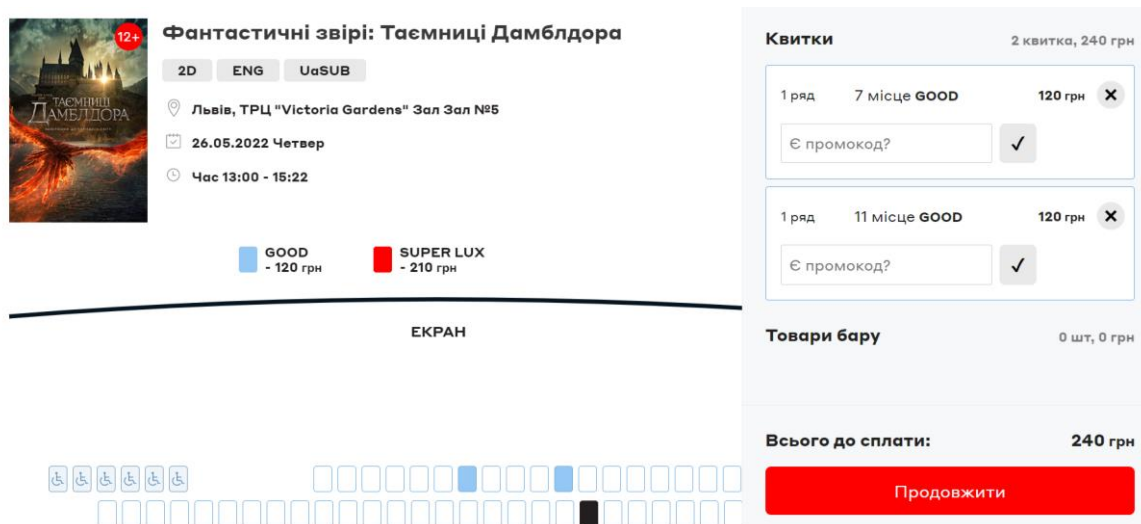 12+
ТАЄМНИЦІ
ДАМБЛДОРА
Фантастичні звірі: Таємниці Дамблдора
2D ENG UaSUB
Львів, ТРЦ "Victoria Gardens" Зал Зал №5
26.05.2022 Четвер
Час 13:00 - 15:22
GOOD
- 120 грн
SUPER LUX
- 210 грн
ЕКРАН
Квитки 2 квитка, 240 грн
1 ряд 7 місце GOOD 120 грн
Є промокод?
1 ряд 11 місце GOOD 120 грн
Є промокод?
Товари бару 0 шт, 0 грн
Всього до сплати: 240 грн
Продовжити